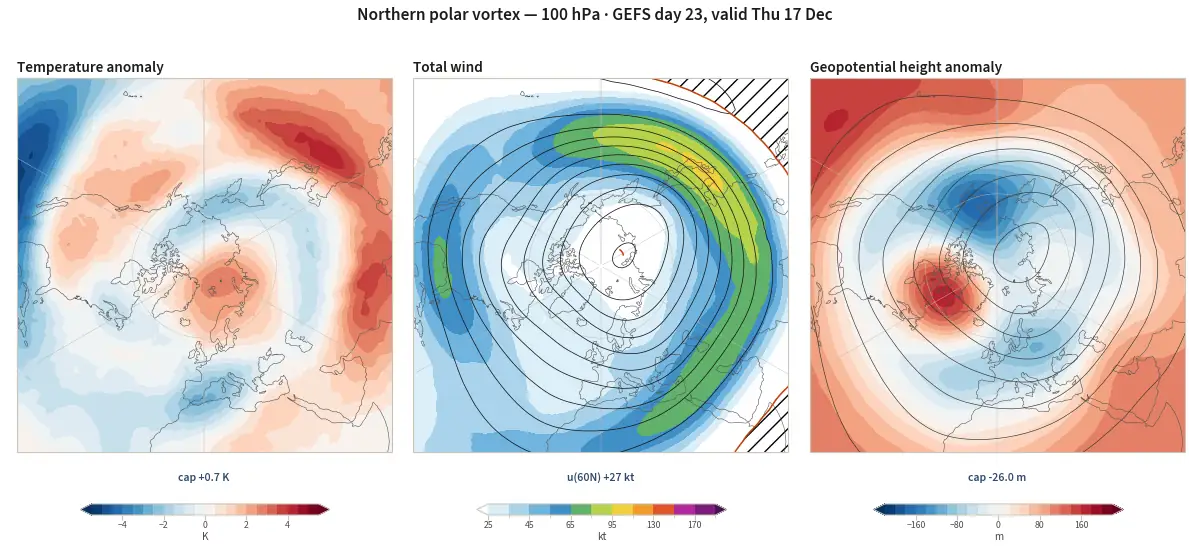 Northern polar vortex — 100 hPa · GEFS day 23, valid Thu 17 Dec
Temperature anomaly
Total wind
Geopotential height anomaly
cap +0.7 K
u(60N) +27 kt
cap -26.0 m
−4 −2 0 2 4
K
25 45 65 95 130 170
kt
−160 −80 0 80 160
m